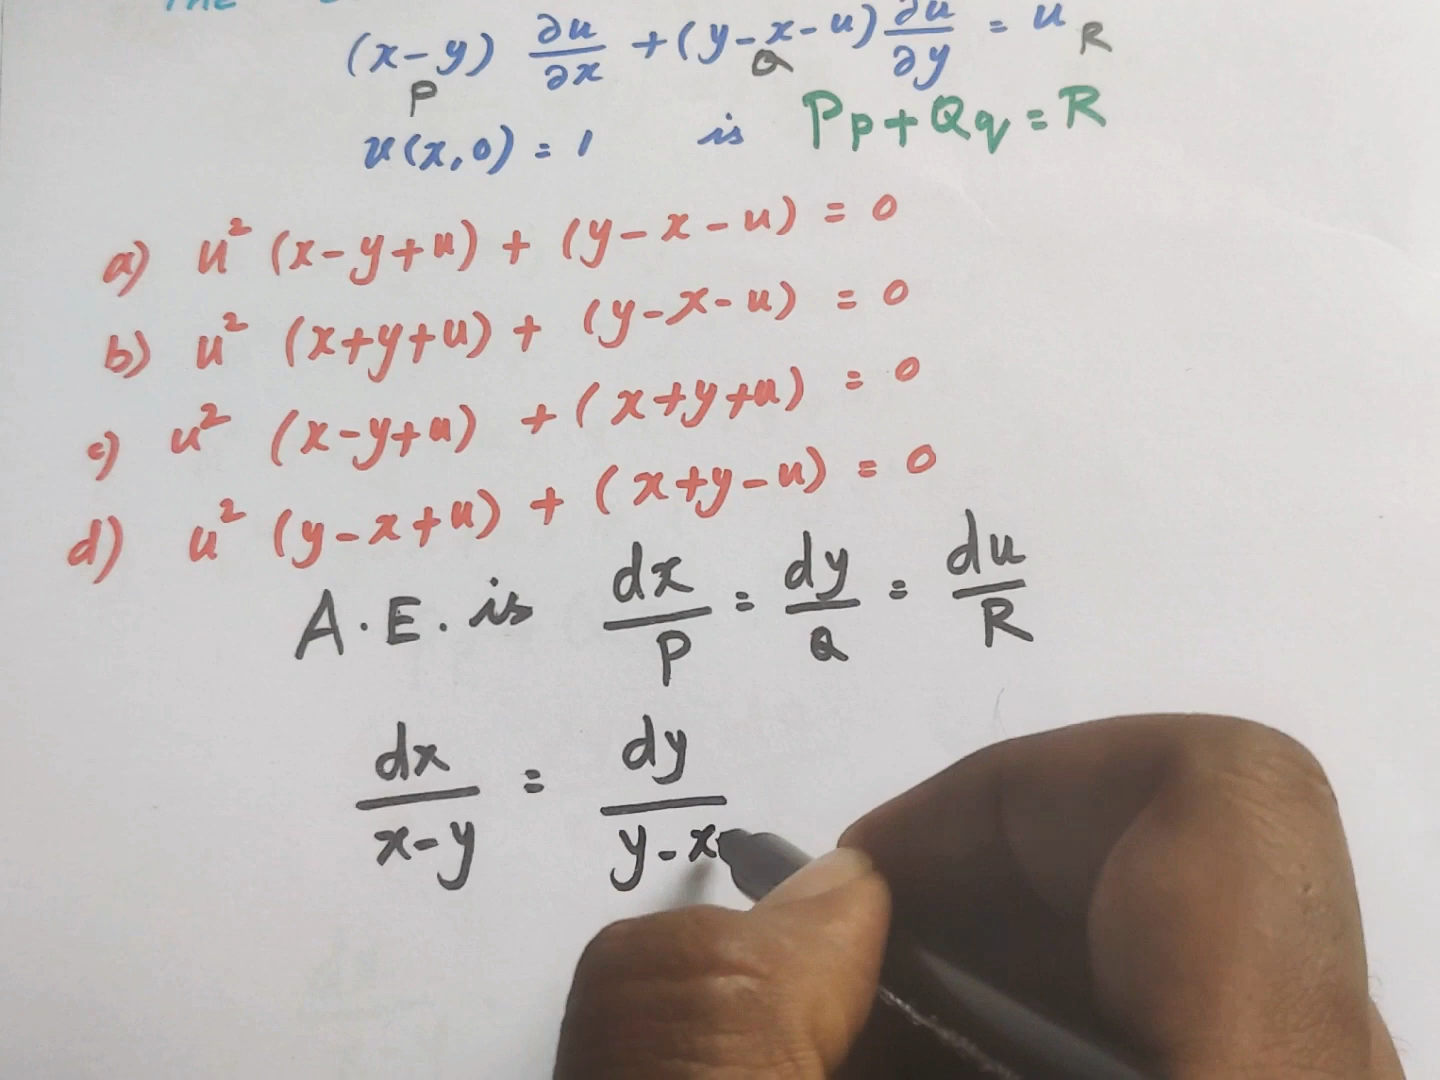 (x-y) ∂u/∂x + (y-x-u) ∂u/∂y = u
P Q R
u(x,0) = 1 is Pp+Qq=R
a) u² (x-y+u) + (y-x-u) = 0
b) u² (x+y+u) + (y-x-u) = 0
c) u² (x-y+u) + (x+y+u) = 0
d) u² (y-x+u) + (x+y-u) = 0
A.E. is dx/P = dy/Q = du/R
dx/x-y = dy/y-x